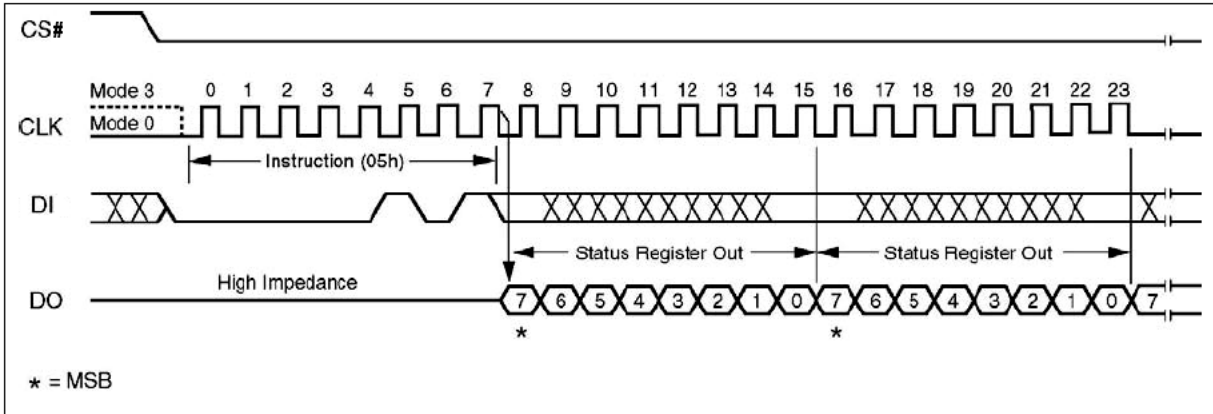 CS#
Mode 3 0 1 2 3 4 5 6 7 8 9 10 11 12 13 14 15 16 17 18 19 20 21 22 23
CLK Mode 0
Instruction (05h)
DI
Status Register Out Status Register Out
High Impedance
DO 7 6 5 4 3 2 1 0 7 6 5 4 3 2 1 0 7
* *
* = MSB